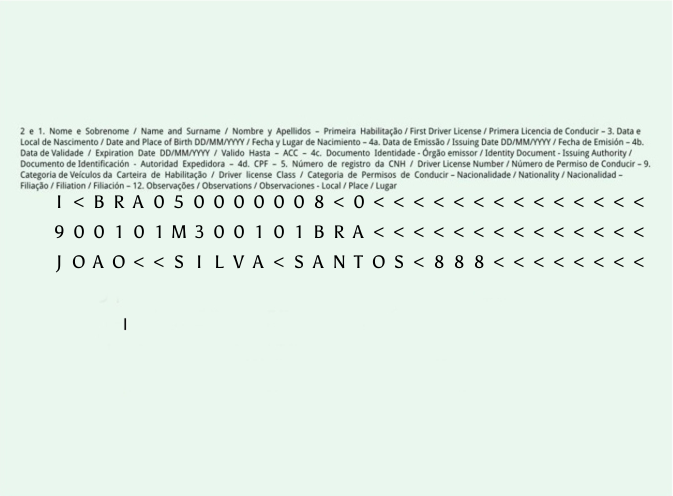 2 e 1. Nome e Sobrenome / Name and Surname / Nombre y Apellidos – Primeira Habilitação / First Driver License / Primera Licencia de Conducir – 3. Data e
Local de Nascimento / Date and Place of Birth DD/MM/YYYY / Fecha y Lugar de Nacimiento – 4a. Data de Emissão / Issuing Date DD/MM/YYYY / Fecha de Emisión – 4b.
Data de Validade / Expiration Date DD/MM/YYYY / Valido Hasta – ACC – 4c. Documento Identidade - Órgão emissor / Identity Document - Issuing Authority /
Documento de Identificación - Autoridad Expedidora – 4d. CPF – 5. Número de registro da CNH / Driver License Number / Número de Permiso de Conducir – 9.
Categoria de Veículos da Carteira de Habilitação / Driver license Class / Categoria de Permisos de Conducir – Nacionalidade / Nationality / Nacionalidad –
Filiação / Filiation / Filiación – 12. Observações / Observations / Observaciones - Local / Place / Lugar
I<BRA050000008<0<<<<<<<<<<<<<<
900101M300101BRA<<<<<<<<<<<<<<
JOAO<<SILVA<SANTOS<888<<<<<<<<
I